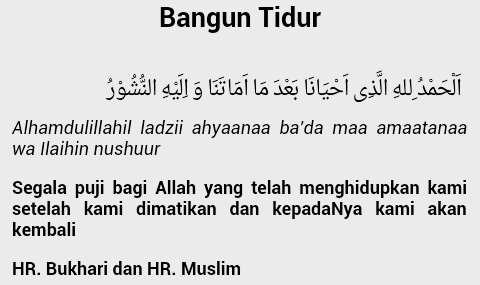 Bangun Tidur
اَلْحَمْدُ ِللهِ الَّذِى اَحْيَانَا بَعْدَ مَا اَمَاتَنَا وَ اِلَيْهِ النُّشُوْرُ
Alhamdulillahil ladzii ahyaanaa ba'da maa amaatanaa
wa Ilaihin nushuur
Segala puji bagi Allah yang telah menghidupkan kami
setelah kami dimatikan dan kepadaNya kami akan
kembali
HR. Bukhari dan HR. Muslim